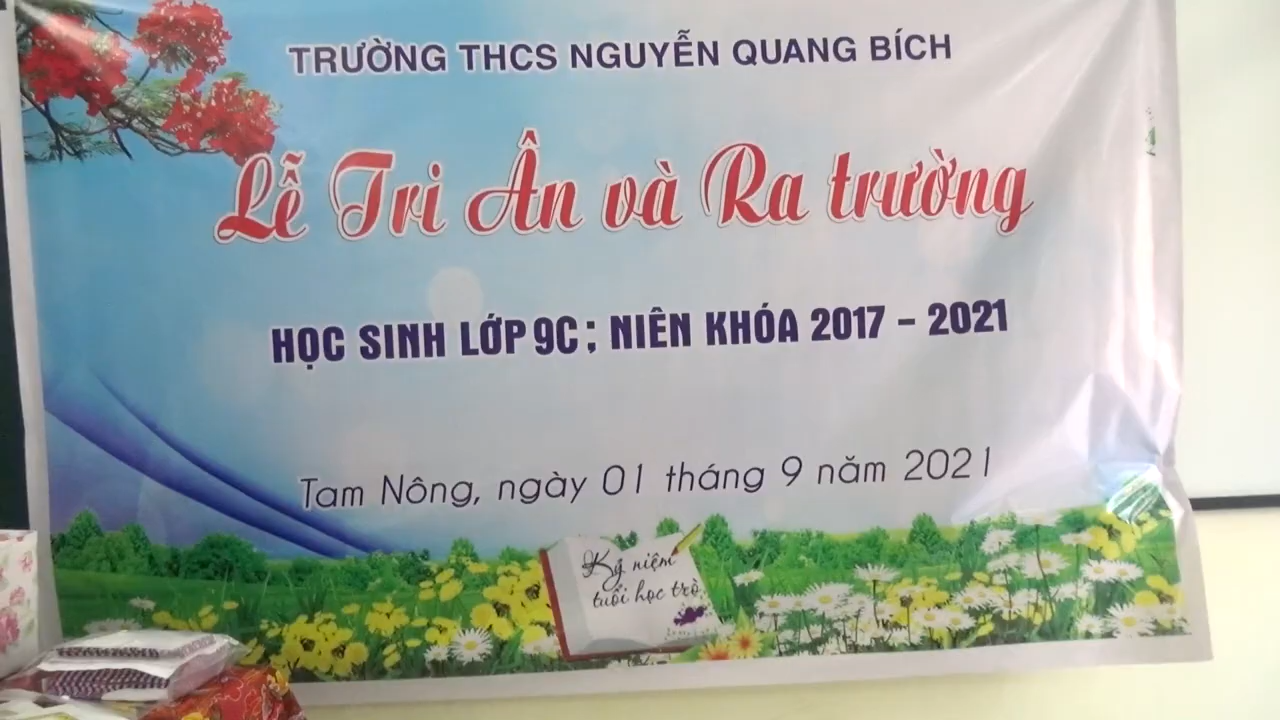 TRƯỜNG THCS NGUYỄN QUANG BÍCH
Lễ Tri Ân và Ra trường
HỌC SINH LỚP 9C; NIÊN KHÓA 2017 - 2021
Tam Nông, ngày 01 tháng 9 năm 2021
Kỷ niệm
tuổi học trò